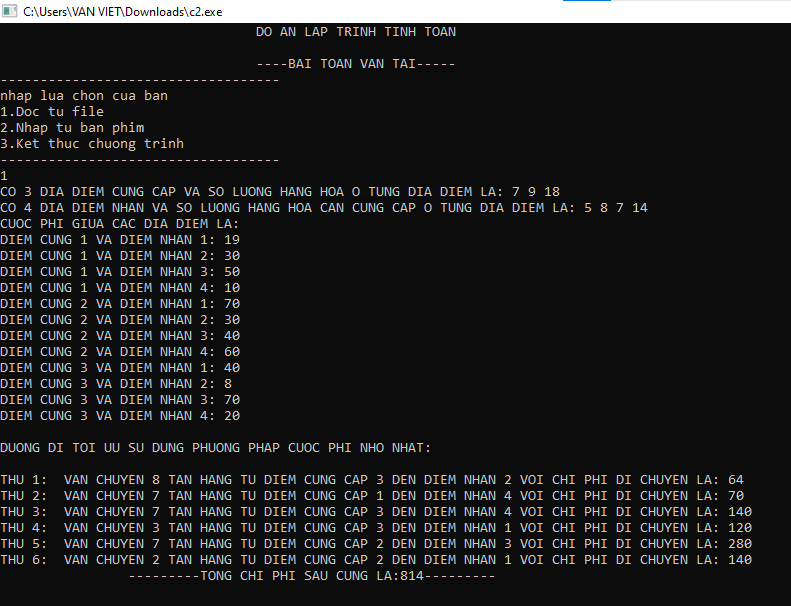 C:\Users\VAN VIET\Downloads\c2.exe
DO AN LAP TRINH TINH TOAN
----BAI TOAN VAN TAI-----
-----------------------------------
nhap lua chon cua ban
1.Doc tu file
2.Nhap tu ban phim
3.Ket thuc chuong trinh
-----------------------------------
1
CO 3 DIA DIEM CUNG CAP VA SO LUONG HANG HOA O TUNG DIA DIEM LA: 7 9 18
CO 4 DIA DIEM NHAN VA SO LUONG HANG HOA CAN CUNG CAP O TUNG DIA DIEM LA: 5 8 7 14
CUOC PHI GIUA CAC DIA DIEM LA:
DIEM CUNG 1 VA DIEM NHAN 1: 19
DIEM CUNG 1 VA DIEM NHAN 2: 30
DIEM CUNG 1 VA DIEM NHAN 3: 50
DIEM CUNG 1 VA DIEM NHAN 4: 10
DIEM CUNG 2 VA DIEM NHAN 1: 70
DIEM CUNG 2 VA DIEM NHAN 2: 30
DIEM CUNG 2 VA DIEM NHAN 3: 40
DIEM CUNG 2 VA DIEM NHAN 4: 60
DIEM CUNG 3 VA DIEM NHAN 1: 40
DIEM CUNG 3 VA DIEM NHAN 2: 8
DIEM CUNG 3 VA DIEM NHAN 3: 70
DIEM CUNG 3 VA DIEM NHAN 4: 20
DUONG DI TOI UU SU DUNG PHUONG PHAP CUOC PHI NHO NHAT:
THU 1:  VAN CHUYEN 8 TAN HANG TU DIEM CUNG CAP 3 DEN DIEM NHAN 2 VOI CHI PHI DI CHUYEN LA: 64
THU 2:  VAN CHUYEN 7 TAN HANG TU DIEM CUNG CAP 1 DEN DIEM NHAN 4 VOI CHI PHI DI CHUYEN LA: 70
THU 3:  VAN CHUYEN 7 TAN HANG TU DIEM CUNG CAP 3 DEN DIEM NHAN 4 VOI CHI PHI DI CHUYEN LA: 140
THU 4:  VAN CHUYEN 3 TAN HANG TU DIEM CUNG CAP 3 DEN DIEM NHAN 1 VOI CHI PHI DI CHUYEN LA: 120
THU 5:  VAN CHUYEN 7 TAN HANG TU DIEM CUNG CAP 2 DEN DIEM NHAN 3 VOI CHI PHI DI CHUYEN LA: 280
THU 6:  VAN CHUYEN 2 TAN HANG TU DIEM CUNG CAP 2 DEN DIEM NHAN 1 VOI CHI PHI DI CHUYEN LA: 140
---------TONG CHI PHI SAU CUNG LA:814---------